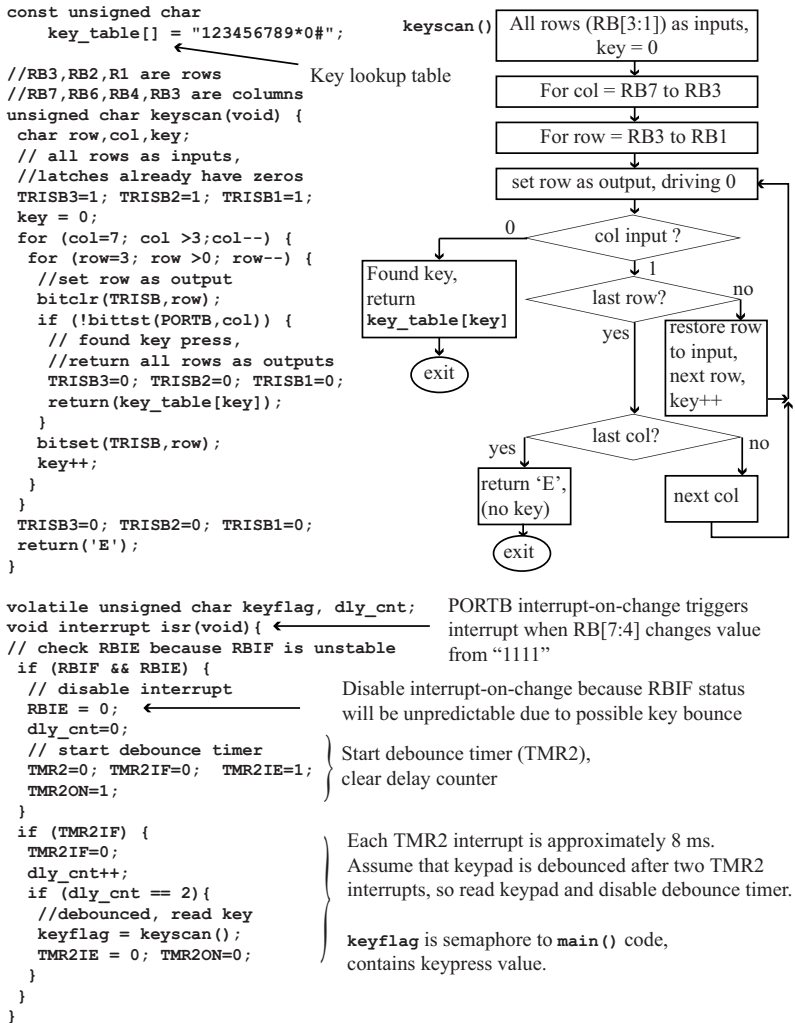 const unsigned char
key_table[] = "123456789*0#";
Key lookup table
//RB3,RB2,R1 are rows
//RB7,RB6,RB4,RB3 are columns
unsigned char keyscan(void) {
char row,col,key;
// all rows as inputs,
//latches already have zeros
TRISB3=1; TRISB2=1; TRISB1=1;
key = 0;
for (col=7; col >3;col--) {
for (row=3; row >0; row--) {
//set row as output
bitclr(TRISB,row);
if (!bittst(PORTB,col)) {
// found key press,
//return all rows as outputs
TRISB3=0; TRISB2=0; TRISB1=0;
return(key_table[key]);
}
bitset(TRISB,row);
key++;
}
}
TRISB3=0; TRISB2=0; TRISB1=0;
return('E');
}
keyscan()
All rows (RB[3:1]) as inputs,
key = 0
For col = RB7 to RB3
For row = RB3 to RB1
set row as output, driving 0
col input ?
0
1
Found key,
return
key_table[key]
exit
last row?
no
yes
restore row
to input,
next row,
key++
last col?
yes
no
return ‘E’,
(no key)
exit
next col
volatile unsigned char keyflag, dly_cnt;
void interrupt isr(void){
// check RBIE because RBIF is unstable
if (RBIF && RBIE) {
// disable interrupt
RBIE = 0;
dly_cnt=0;
// start debounce timer
TMR2=0; TMR2IF=0; TMR2IE=1;
TMR2ON=1;
}
if (TMR2IF) {
TMR2IF=0;
dly_cnt++;
if (dly_cnt == 2){
//debounced, read key
keyflag = keyscan();
TMR2IE = 0; TMR2ON=0;
}
}
}
PORTB interrupt-on-change triggers
interrupt when RB[7:4] changes value
from “1111”
Disable interrupt-on-change because RBIF status
will be unpredictable due to possible key bounce
Start debounce timer (TMR2),
clear delay counter
Each TMR2 interrupt is approximately 8 ms.
Assume that keypad is debounced after two TMR2
interrupts, so read keypad and disable debounce timer.
keyflag is semaphore to main() code,
contains keypress value.